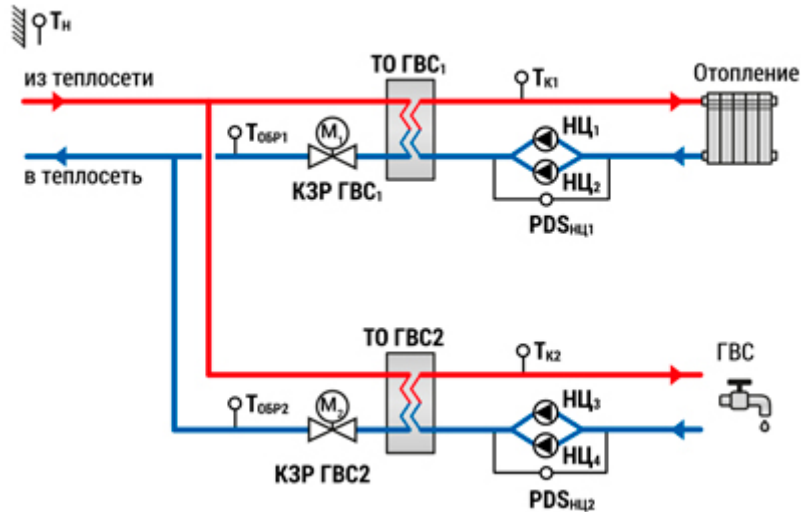 Tн
из теплосети
ТО ГВС₁
Tк1
Отопление
Tобр1
M₁
НЦ₁
в теплосеть
КЗР ГВС₁
НЦ₂
PDSнц1
ТО ГВС2
Tк2
ГВС
Tобр2
M₂
НЦ₃
КЗР ГВС2
НЦ₄
PDSнц2